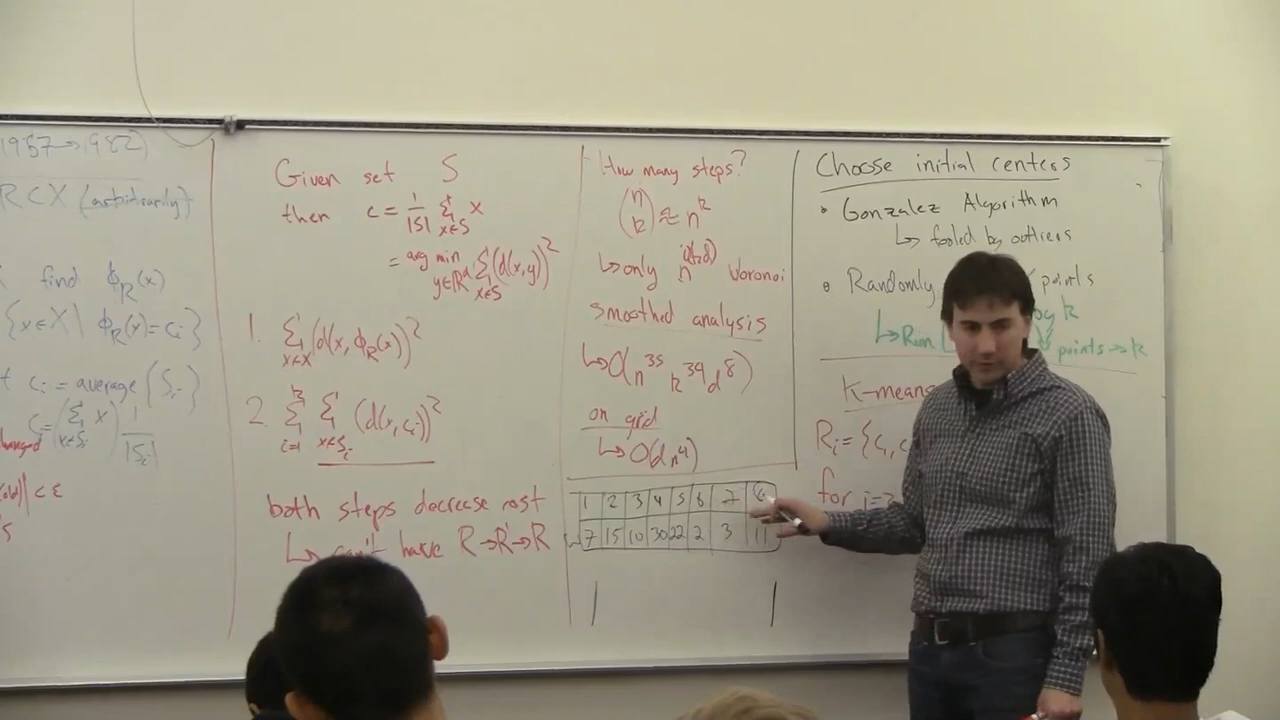 (1957→1982)
R⊂X (arbitrarily)
find ϕ_R(x)
{x∈X | ϕ_R(x)=c_i}
c_i := average (S_i)
c_i = (Σ_{x∈S_i} x) 1/|S_i|
< ε
Given set S
then c = 1/|S| Σ_{x∈S} x
= arg min_{y∈ℝ^d} Σ_{x∈S} (d(x,y))^2
1. Σ_{x∈X} (d(x, ϕ_R(x))^2
2. Σ_{i=1}^k Σ_{x∈S_i} (d(x, c_i))^2
both steps decrease cost
↳ can't have R→R'→R
How many steps?
(n k) ≈ n^k
↳ only Voronoi
smoothed analysis
↳ O(n^35 k^34 d^8)
on grid
↳ O(dn^4)
1 2 3 4 5 6 7 8
7 15 10 30 22 2 3 11
Choose initial centers
• Gonzalez Algorithm
↳ fooled by outliers
• Randomly points
↳ Run by k
points → k
K-means
R_i = {c_1, c
for i=2